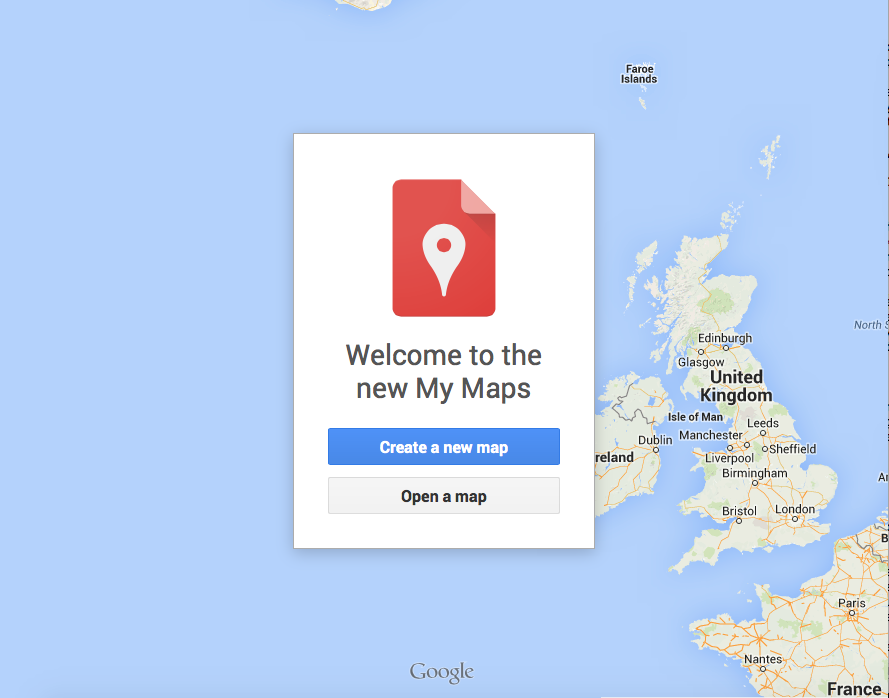 Faroe
Islands
Welcome to the
new My Maps
Create a new map
Open a map
North S
Edinburgh
Glasgow
United
Kingdom
Isle of Man
Leeds
Dublin
Manchester
Sheffield
reland
Liverpool
Birmingham
Ar
Bristol
London
B
Paris
Nantes
France
Google